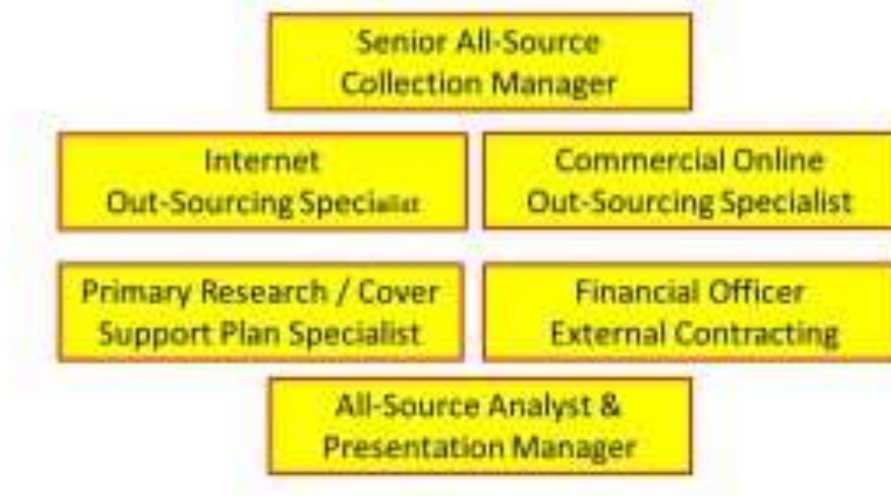 Senior All-Source
Collection Manager
Internet
Out-Sourcing Specialist
Commercial Online
Out-Sourcing Specialist
Primary Research / Cover
Support Plan Specialist
Financial Officer
External Contracting
All-Source Analyst &
Presentation Manager